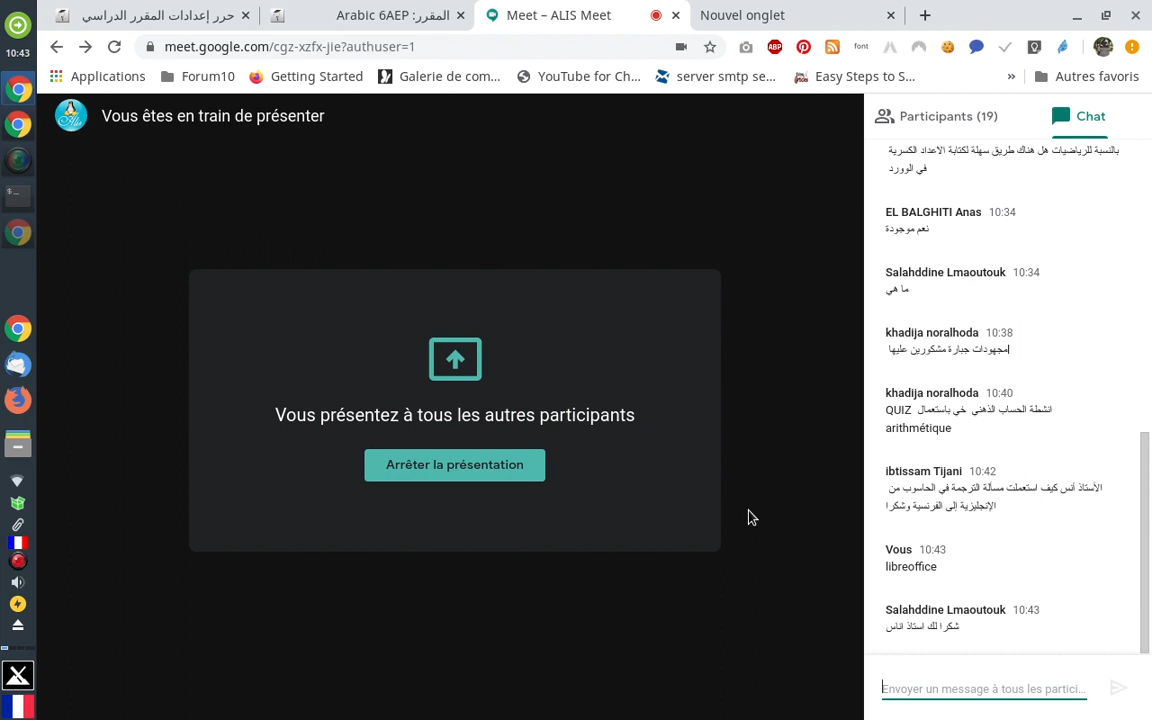 حرر إعدادات المقرر الدراسي
المقرر: Arabic 6AEP
Meet – ALIS Meet
Nouvel onglet
10:43
meet.google.com/cgz-xzfx-jie?authuser=1
font
ABP
Applications
Forum10
Getting Started
Galerie de com...
YouTube for Ch...
server smtp se...
Easy Steps to S...
»
Autres favoris
Vous êtes en train de présenter
Participants (19)
Chat
Vous présentez à tous les autres participants
Arrêter la présentation
بالنسبة للرياضيات هل هناك طريق سهلة لكتابة الاعداد الكسرية
في الوورد
EL BALGHITI Anas 10:34
نعم موجودة
Salahddine Lmaoutouk 10:34
ما هي
khadija noralhoda 10:38
امجهودات جبارة مشكورين عليها
khadija noralhoda 10:40
انشطة الحساب الذهني خي باستعمال QUIZ
arithmétique
ibtissam Tijani 10:42
الأستاذ أنس كيف استعملت مسألة الترجمة في الحاسوب من
الإنجليزية إلى الفرنسية وشكرا
Vous 10:43
libreoffice
Salahddine Lmaoutouk 10:43
شكرا لك استاذ اناس
Envoyer un message à tous les partici...